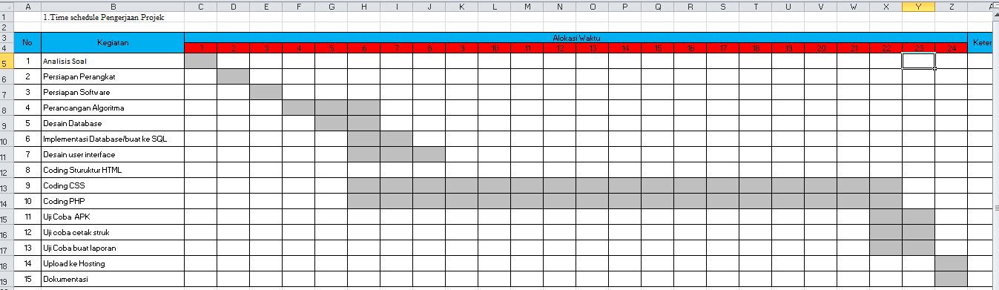 A B C D E F G H I J K L M N O P Q R S T U V W X Y Z
1 1.Time schedule Pengerjaan Projek
2
3 No Kegiatan Alokasi Waktu
4 1 2 3 4 5 6 7 8 9 10 11 12 13 14 15 16 17 18 19 20 21 22 23 24 Keter
5 1 Analisis Soal
6 2 Persiapan Perangkat
7 3 Persiapan Software
8 4 Perancangan Algoritma
9 5 Desain Database
10 6 Implementasi Database/buat ke SQL
11 7 Desain user interface
12 8 Coding Sturuktur HTML
13 9 Coding CSS
14 10 Coding PHP
15 11 Uji Coba APK
16 12 Uji coba cetak struk
17 13 Uji Coba buat laporan
18 14 Upload ke Hosting
19 15 Dokumentasi